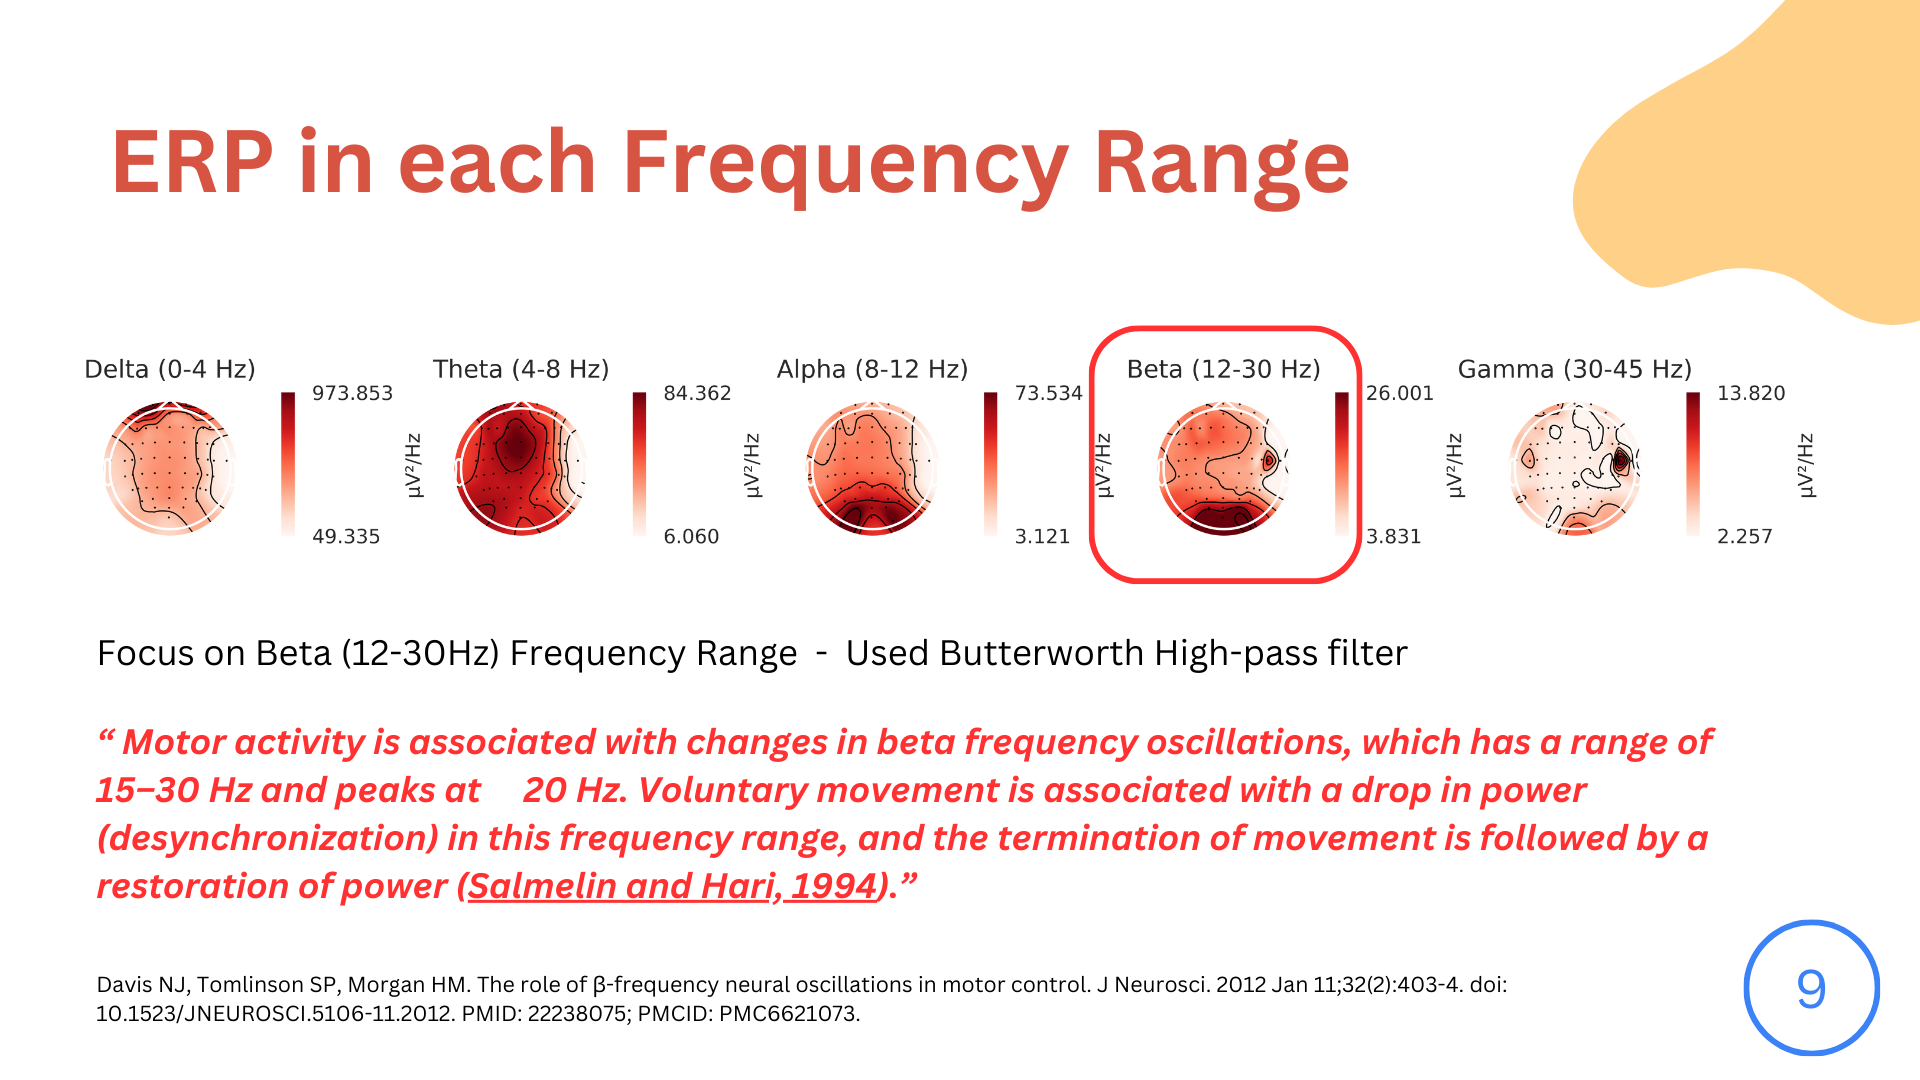 ERP in each Frequency Range
Delta (0-4 Hz)
973.853
49.335
µV²/Hz
Theta (4-8 Hz)
84.362
6.060
µV²/Hz
Alpha (8-12 Hz)
73.534
3.121
µV²/Hz
Beta (12-30 Hz)
26.001
3.831
µV²/Hz
Gamma (30-45 Hz)
13.820
2.257
µV²/Hz
Focus on Beta (12-30Hz) Frequency Range - Used Butterworth High-pass filter
“ Motor activity is associated with changes in beta frequency oscillations, which has a range of
15–30 Hz and peaks at 20 Hz. Voluntary movement is associated with a drop in power
(desynchronization) in this frequency range, and the termination of movement is followed by a
restoration of power (Salmelin and Hari, 1994).”
Davis NJ, Tomlinson SP, Morgan HM. The role of β-frequency neural oscillations in motor control. J Neurosci. 2012 Jan 11;32(2):403-4. doi:
10.1523/JNEUROSCI.5106-11.2012. PMID: 22238075; PMCID: PMC6621073.
9